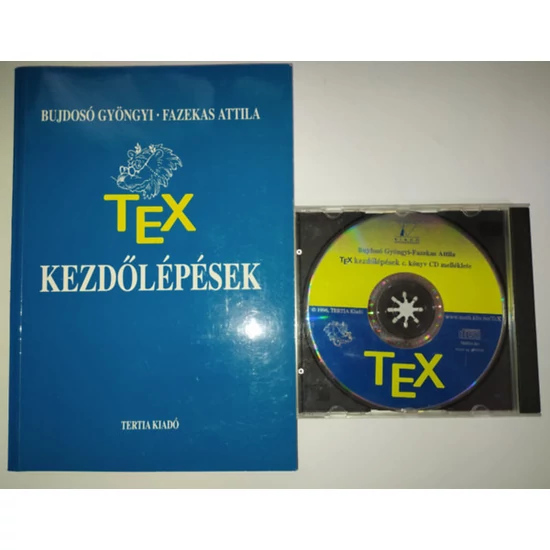 BUJDOSÓ GYÖNGYI · FAZEKAS ATTILA
TEX
KEZDŐLÉPÉSEK
TERTIA KIADÓ
Bujdosó Gyöngyi-Fazekas Attila
TEX kezdőlépések c. könyv CD melléklete
© 1996, TERTIA Kiadó
TEX